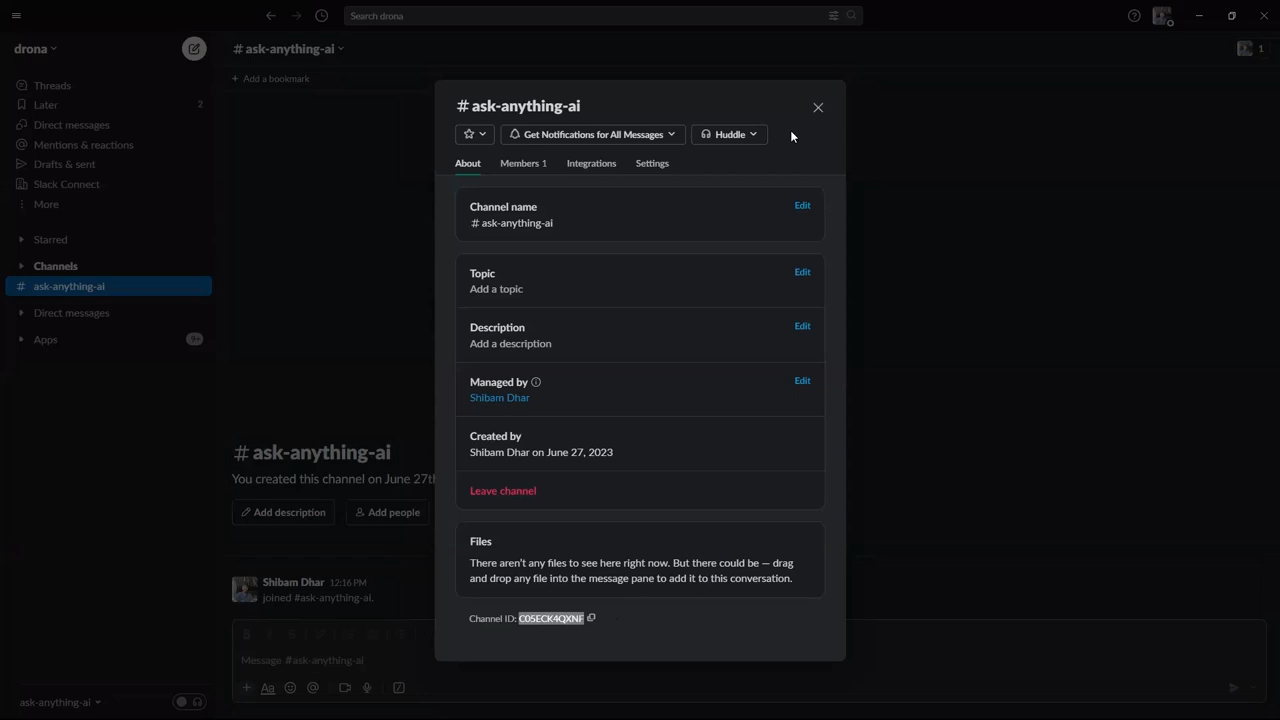 Search drona
drona
# ask-anything-ai
1
+ Add a bookmark
Threads
Later 2
Direct messages
Mentions & reactions
Drafts & sent
Slack Connect
More
Starred
Channels
# ask-anything-ai
Direct messages
Apps 9+
# ask-anything-ai
You created this channel on June 27th
Add description
Add people
Shibam Dhar 12:16 PM
joined #ask-anything-ai.
Message #ask-anything-ai
ask-anything-ai
# ask-anything-ai
Get Notifications for All Messages
Huddle
About
Members 1
Integrations
Settings
Channel name
Edit
# ask-anything-ai
Topic
Edit
Add a topic
Description
Edit
Add a description
Managed by
Edit
Shibam Dhar
Created by
Shibam Dhar on June 27, 2023
Leave channel
Files
There aren't any files to see here right now. But there could be — drag
and drop any file into the message pane to add it to this conversation.
Channel ID: C05ECK4QXNF